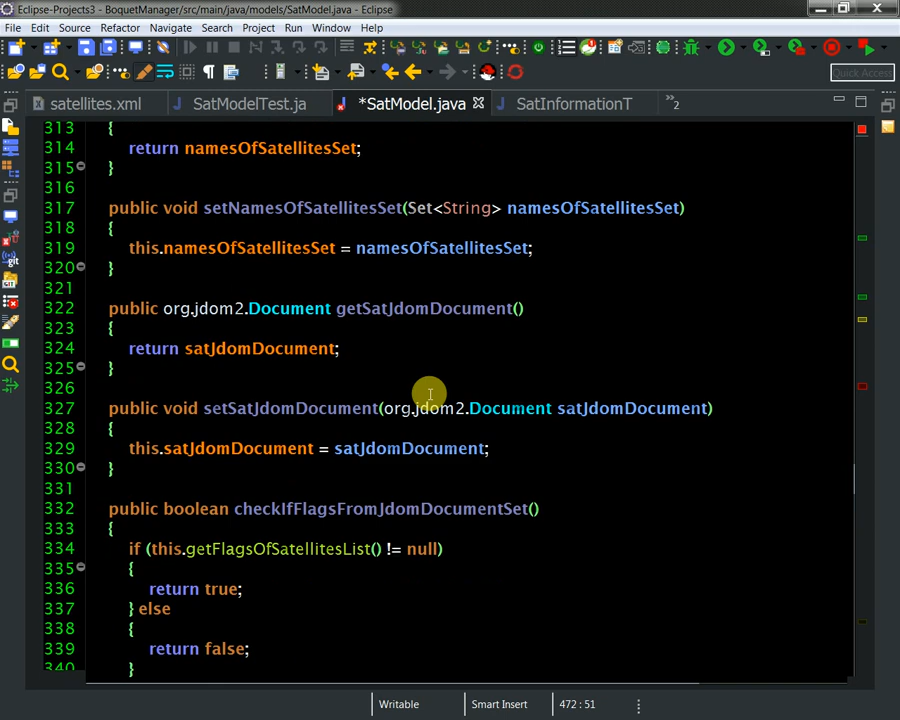 Eclipse-Projects3 - BoquetManager/src/main/java/models/SatModel.java - Eclipse
File Edit Source Refactor Navigate Search Project Run Window Help
Quick Access
satellites.xml SatModelTest.ja *SatModel.java SatInformationT »2
313 {
314 return namesOfSatellitesSet;
315 }
316
317 public void setNamesOfSatellitesSet(Set<String> namesOfSatellitesSet)
318 {
319 this.namesOfSatellitesSet = namesOfSatellitesSet;
320 }
321
322 public org.jdom2.Document getSatJdomDocument()
323 {
324 return satJdomDocument;
325 }
326
327 public void setSatJdomDocument(org.jdom2.Document satJdomDocument)
328 {
329 this.satJdomDocument = satJdomDocument;
330 }
331
332 public boolean checkIfFlagsFromJdomDocumentSet()
333 {
334 if (this.getFlagsOfSatellitesList() != null)
335 {
336 return true;
337 } else
338 {
339 return false;
340 }
Writable Smart Insert 472 : 51